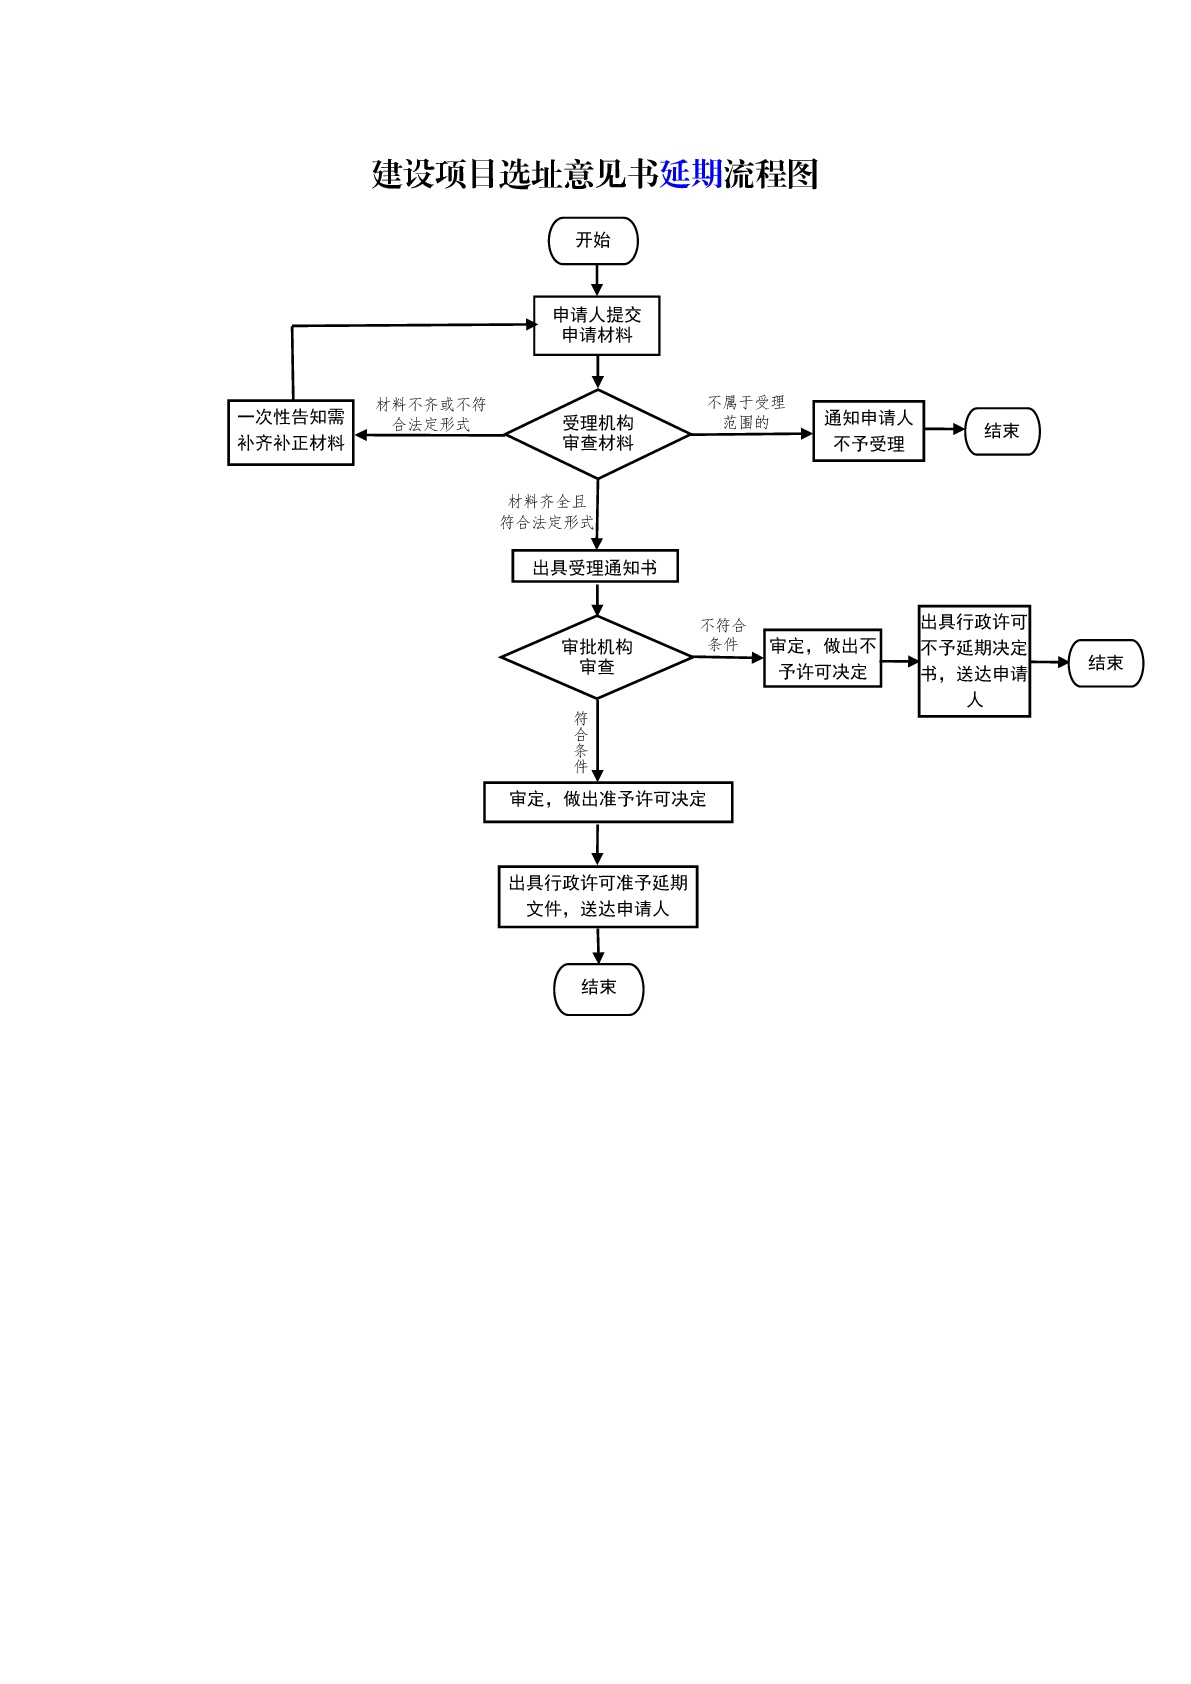 建设项目选址意见书延期流程图
开始
申请人提交
申请材料
材料不齐或不符
合法定形式
一次性告知需
补齐补正材料
受理机构
审查材料
不属于受理
范围的
通知申请人
不予受理
结束
材料齐全且
符合法定形式
出具受理通知书
审批机构
审查
不符合
条件
审定，做出不
予许可决定
出具行政许可
不予延期决定
书，送达申请
人
结束
符
合
条
件
审定，做出准予许可决定
出具行政许可准予延期
文件，送达申请人
结束